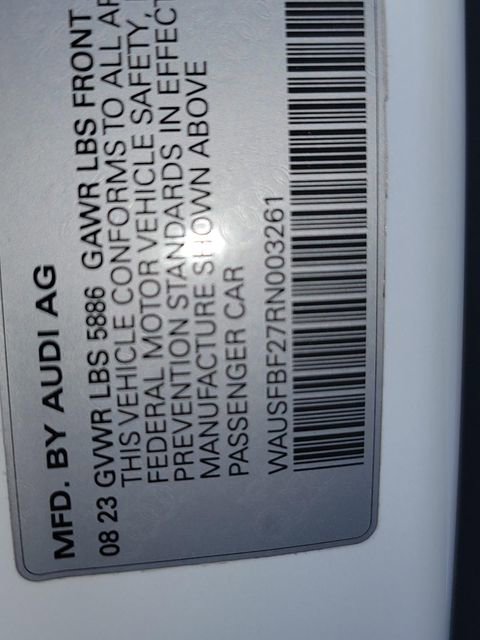 MFD. BY AUDI AG
08 23 GVWR LBS 5886 GAWR LBS FRONT
THIS VEHICLE CONFORMS TO ALL
FEDERAL MOTOR VEHICLE SAFETY,
PREVENTION STANDARDS IN EFFECT
MANUFACTURE SHOWN ABOVE
PASSENGER CAR
WAUSFBF27RN003261